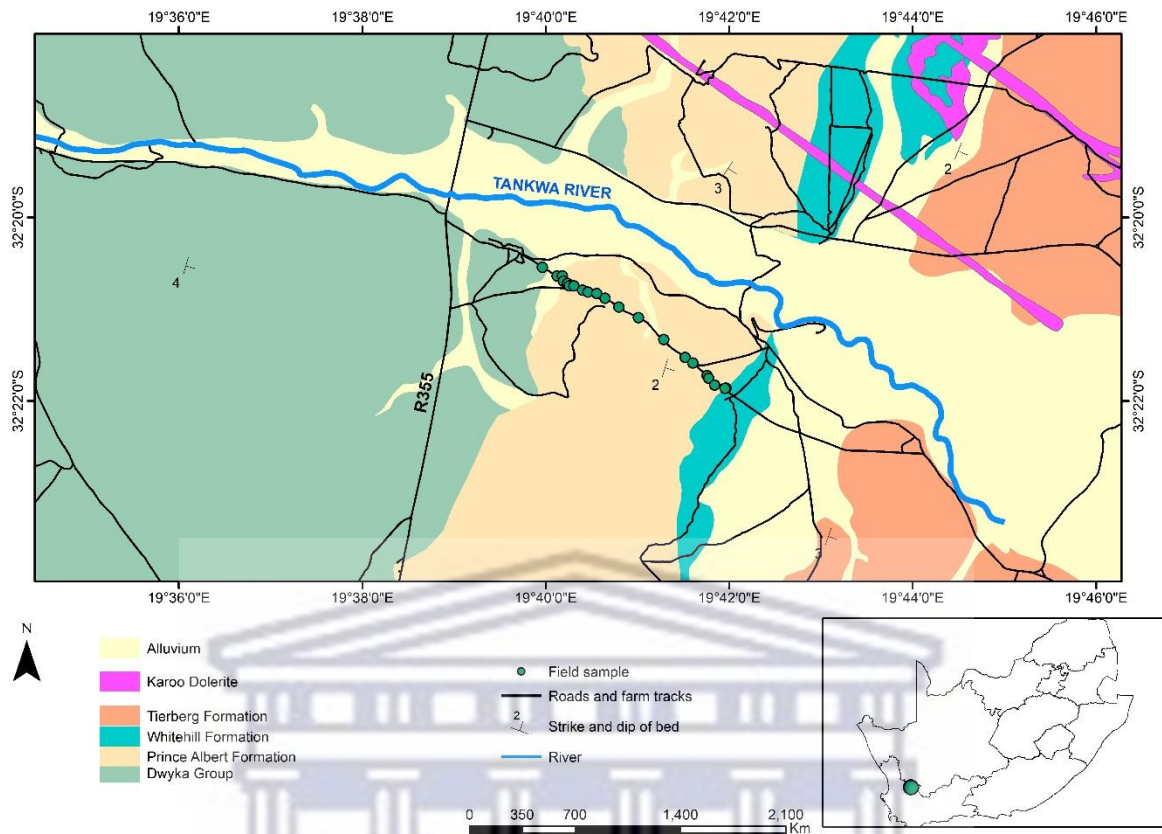 19°36'0"E 19°38'0"E 19°40'0"E 19°42'0"E 19°44'0"E 19°46'0"E
2
TANKWA RIVER
3
32°20'0"S
32°20'0"S
4
2
R355
32°22'0"S
32°22'0"S
3
19°36'0"E 19°38'0"E 19°40'0"E 19°42'0"E 19°44'0"E 19°46'0"E
N
Alluvium
Karoo Dolerite
Tierberg Formation
Whitehill Formation
Prince Albert Formation
Dwyka Group
Field sample
Roads and farm tracks
2
Strike and dip of bed
River
0 350 700 1,400 2,100
Km